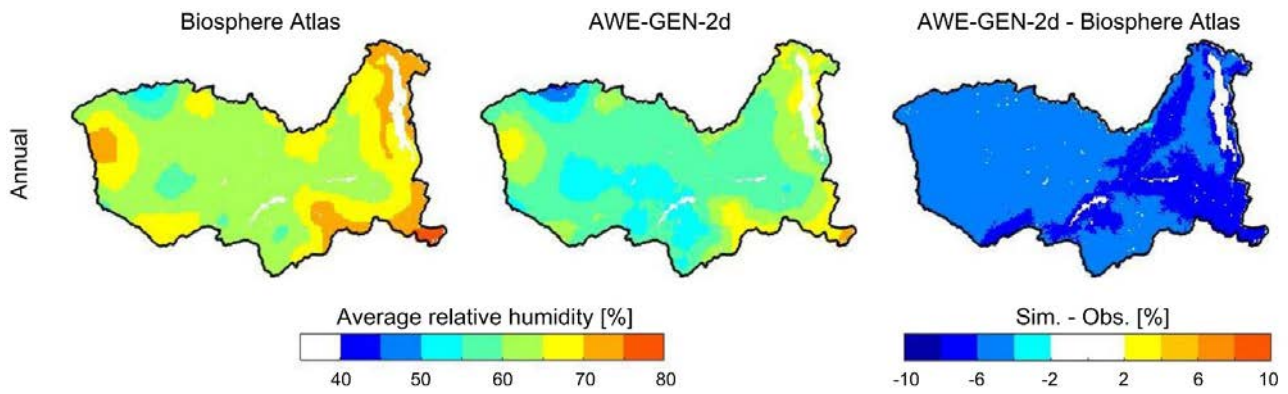 Biosphere Atlas
AWE-GEN-2d
AWE-GEN-2d - Biosphere Atlas
Annual
Average relative humidity [%]
40 50 60 70 80
Sim. - Obs. [%]
-10 -6 -2 2 6 10